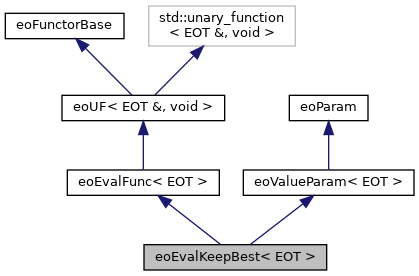 eoFunctorBase
std::unary_function
< EOT &, void >
eoUF< EOT &, void >
eoParam
eoEvalFunc< EOT >
eoValueParam< EOT >
eoEvalKeepBest< EOT >